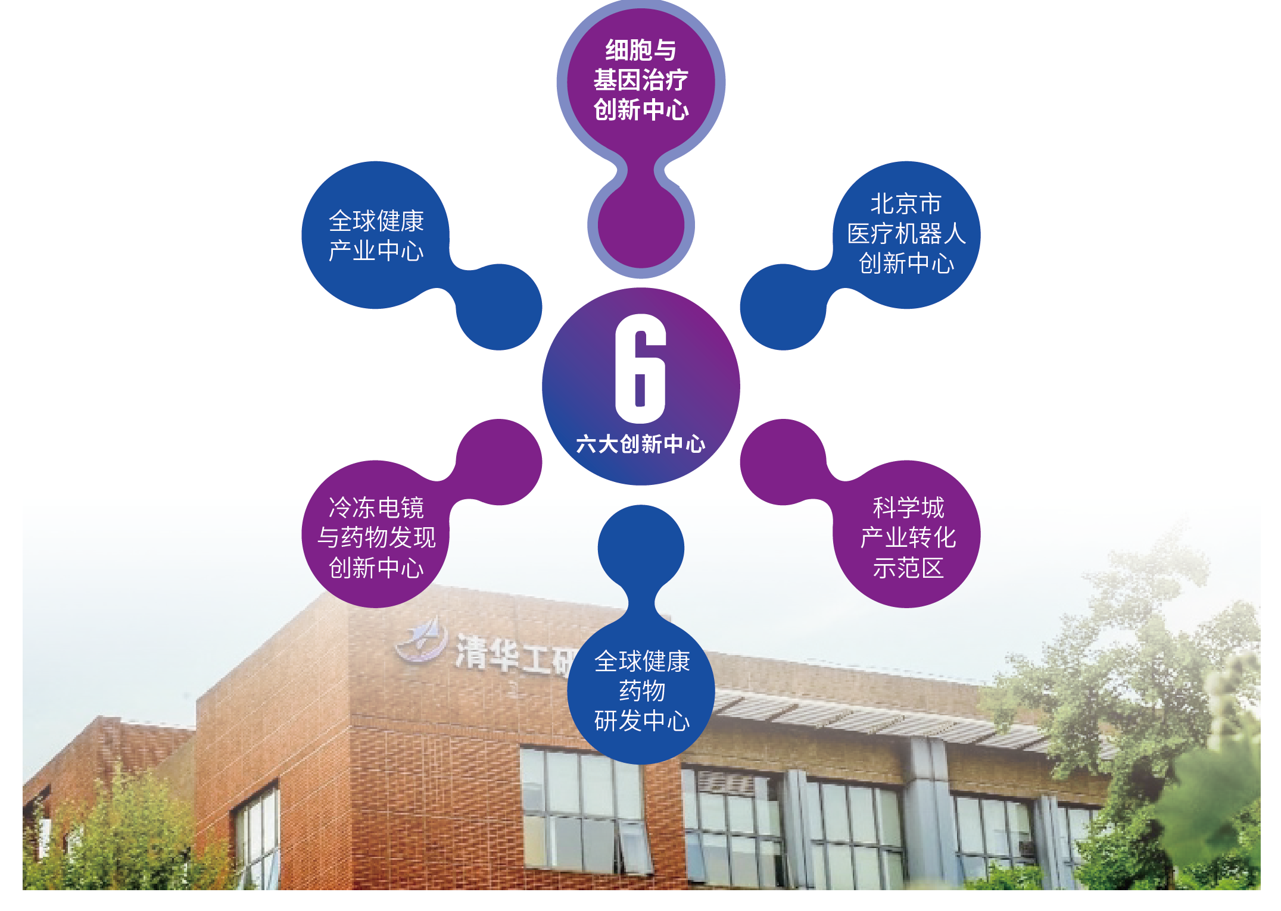 细胞与
基因治疗
创新中心
全球健康
产业中心
北京市
医疗机器人
创新中心
6
六大创新中心
冷冻电镜
与药物发现
创新中心
科学城
产业转化
示范区
全球健康
药物
研发中心
清华工研